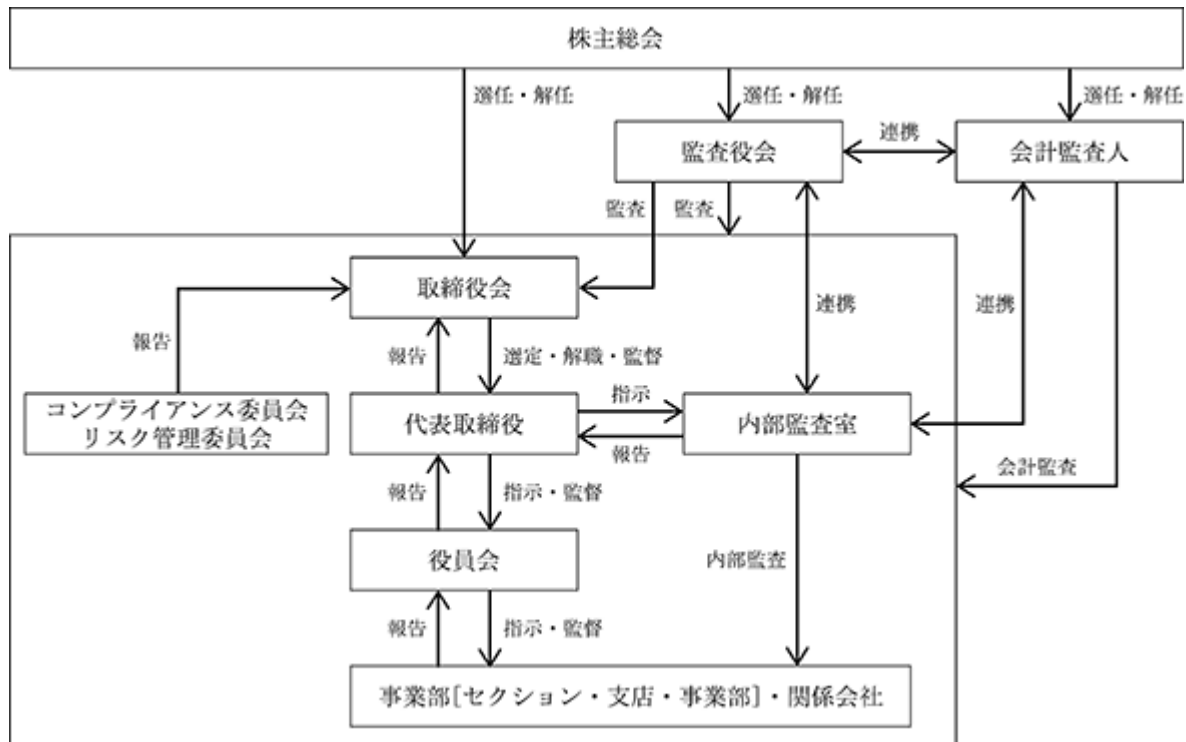 株主総会
選任・解任
選任・解任
選任・解任
監査役会
連携
会計監査人
監査
監査
取締役会
連携
連携
報告
報告
選定・解職・監督
コンプライアンス委員会
リスク管理委員会
代表取締役
指示
報告
内部監査室
会計監査
報告
指示・監督
役員会
内部監査
報告
指示・監督
事業部[セクション・支店・事業部]・関係会社